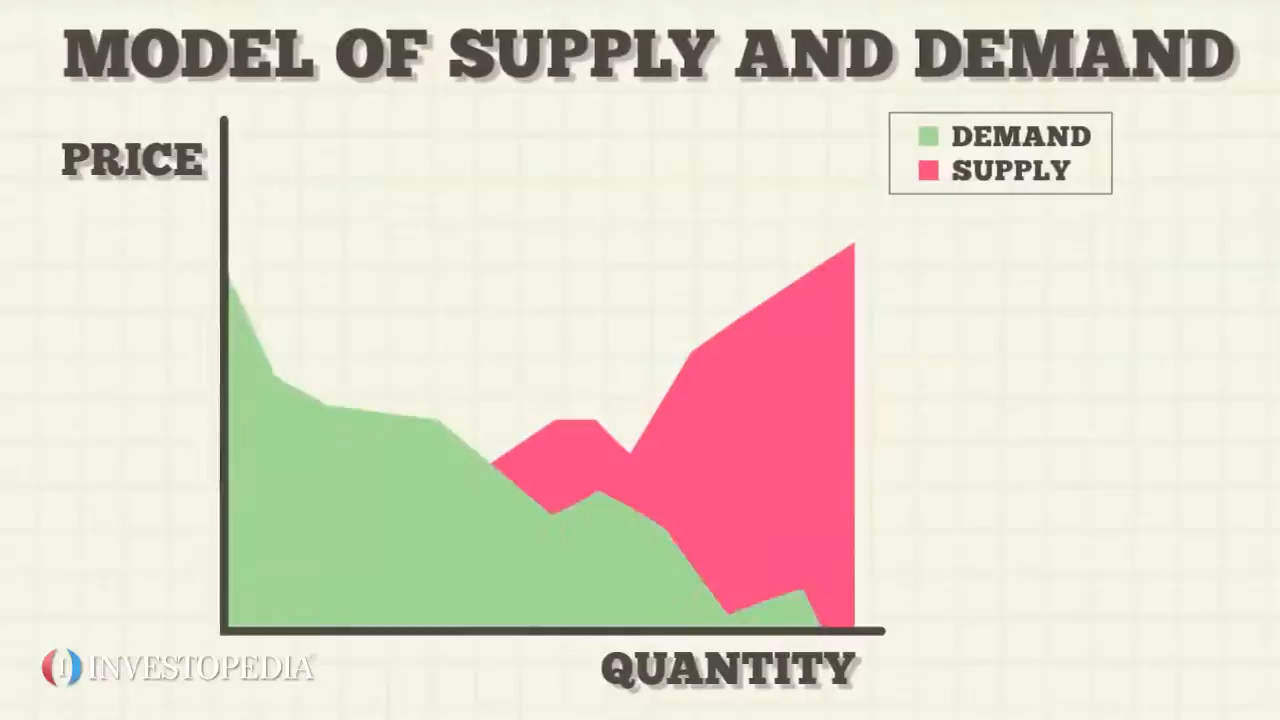 MODEL OF SUPPLY AND DEMAND
PRICE
DEMAND
SUPPLY
QUANTITY
I INVESTOPEDIA